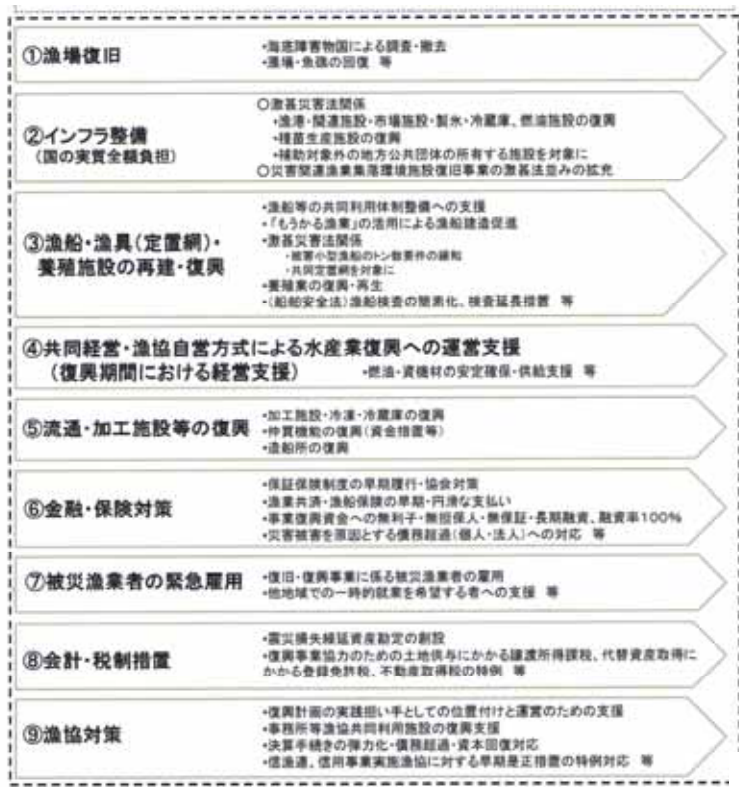 ①漁場復旧
・海底障害物国による調査・撤去
・漁場・魚礁の回復 等
②インフラ整備
(国の実質全額負担)
○激甚災害法関係
・漁港・関連施設・市場施設・製氷・冷蔵庫、燃油施設の復興
・種苗生産施設の復興
・補助対象外の地方公共団体の所有する施設を対象に
○災害関連漁業集落環境施設復旧事業の激甚法並みの拡充
③漁船・漁具(定置網)・
養殖施設の再建・復興
・漁船等の共同利用体制整備への支援
・「もうかる漁業」の活用による漁船建造促進
・激甚災害法関係
・被害小型漁船のトン数要件の緩和
・共同定置網を対象に
・養殖業の復興・再生
・(船舶安全法)漁船検査の簡素化、検査延長措置 等
④共同経営・漁協自営方式による水産業復興への運営支援
(復興期間における経営支援)
・燃油・資機材の安定確保・供給支援 等
⑤流通・加工施設等の復興
・加工施設・冷凍・冷蔵庫の復興
・仲買機能の復興(資金措置等)
・造船所の復興
⑥金融・保険対策
・保証保険制度の早期履行・協会対策
・漁業共済・漁船保険の早期・円滑な支払い
・事業復興資金への無利子・無担保人・無保証・長期融資、融資率100%
・災害被害を原因とする債務超過(個人・法人)への対応 等
⑦被災漁業者の緊急雇用
・復旧・復興事業に係る被災漁業者の雇用
・他地域での一時的就業を希望する者への支援 等
⑧会計・税制措置
・震災損失繰延資産勘定の創設
・復興事業協力のための土地供与にかかる譲渡所得課税、代替資産取得に
かかる登録免許税、不動産取得税の特例 等
⑨漁協対策
・復興計画の実践担い手としての位置付けと運営のための支援
・事務所等漁協共同利用施設の復興支援
・決算手続きの弾力化・債務超過・資本回復対応
・信漁連、信用事業実施漁協に対する早期是正措置の特例対応 等